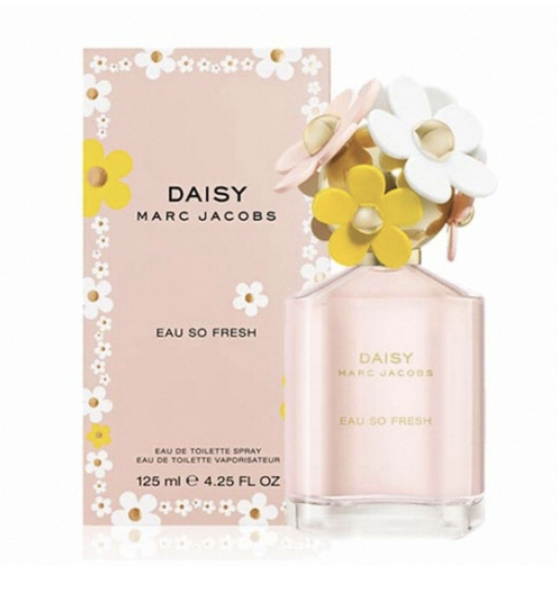 DAISY
MARC JACOBS
EAU SO FRESH
EAU DE TOILETTE SPRAY
EAU DE TOILETTE VAPORISATEUR
125 ml ℮ 4.25 FL OZ
DAISY
MARC JACOBS
EAU SO FRESH